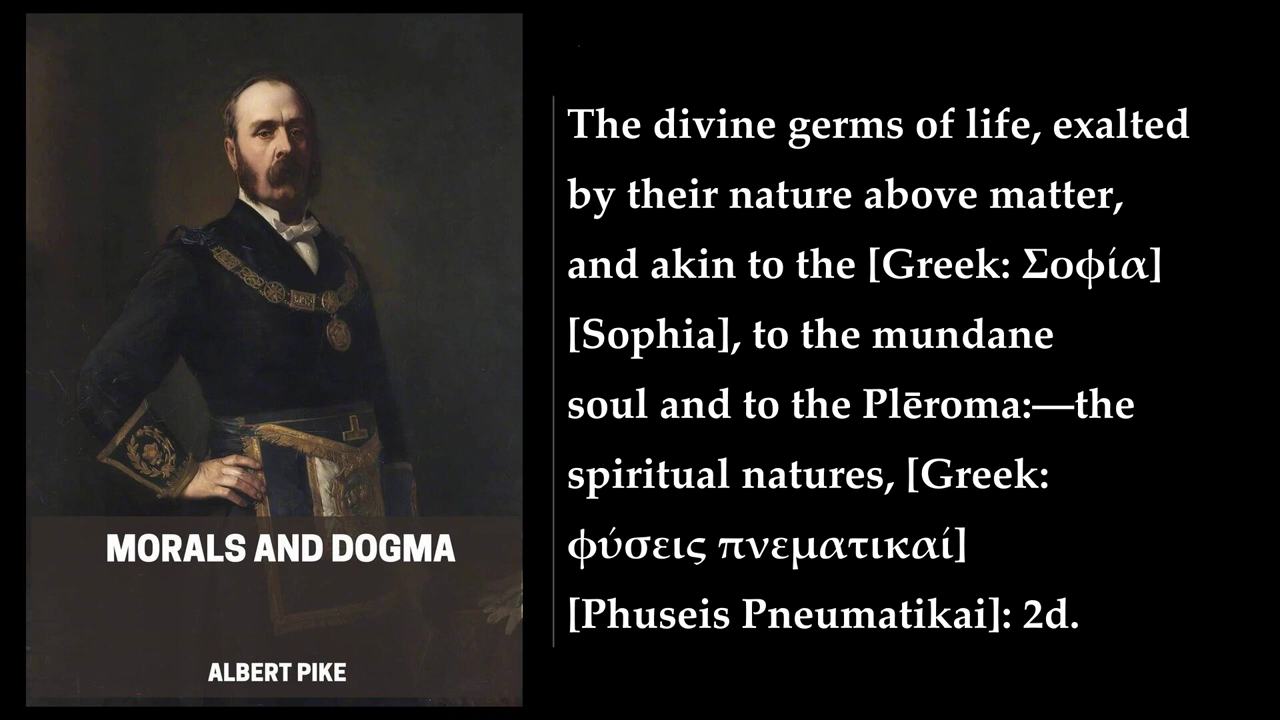 MORALS AND DOGMA
ALBERT PIKE
The divine germs of life, exalted
by their nature above matter,
and akin to the [Greek: Σοφία]
[Sophia], to the mundane
soul and to the Plēroma:—the
spiritual natures, [Greek:
φύσεις πνεματικαί]
[Phuseis Pneumatikai]: 2d.